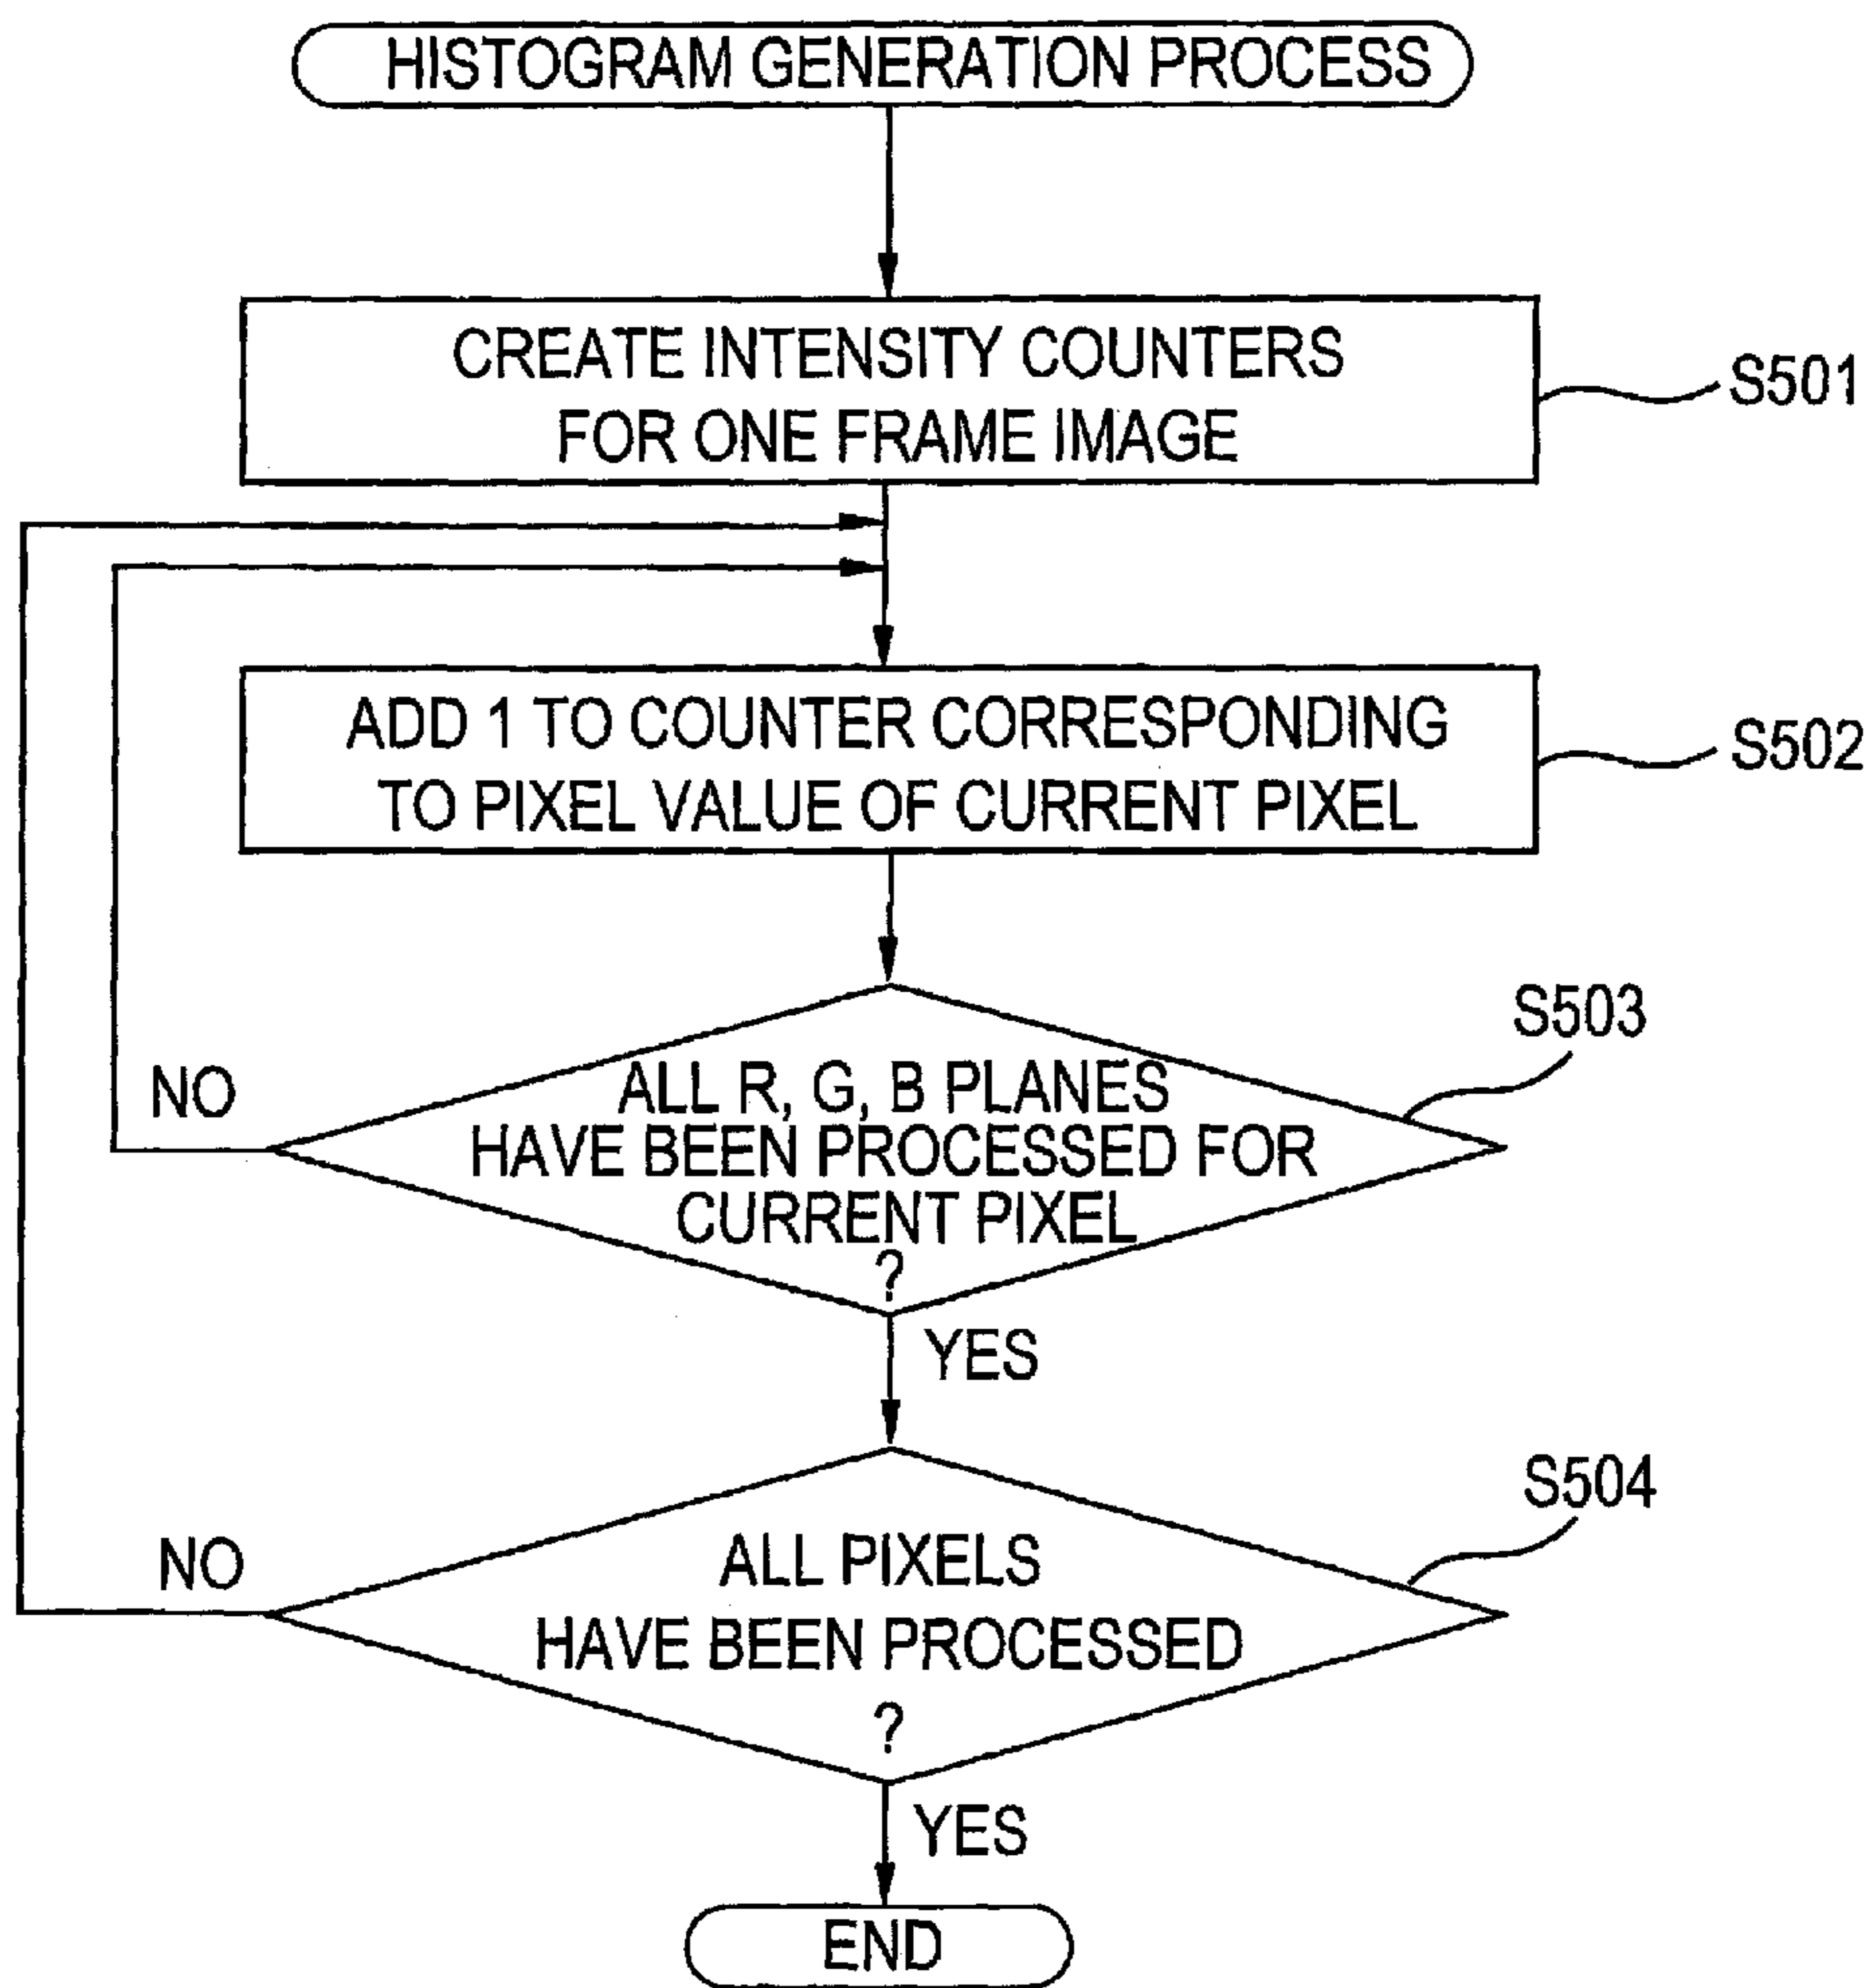 HISTOGRAM GENERATION PROCESS
CREATE INTENSITY COUNTERS
FOR ONE FRAME IMAGE
S501
ADD 1 TO COUNTER CORRESPONDING
TO PIXEL VALUE OF CURRENT PIXEL
S502
S503
ALL R, G, B PLANES
HAVE BEEN PROCESSED FOR
CURRENT PIXEL
?
NO
YES
S504
ALL PIXELS
HAVE BEEN PROCESSED
?
NO
YES
END